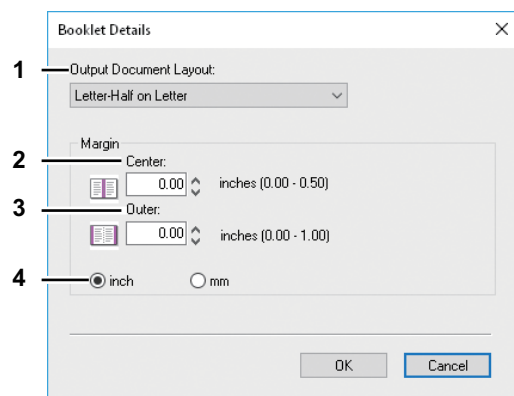 Booklet Details
1 Output Document Layout:
Letter-Half on Letter
Margin
2 Center:
0.00 inches (0.00 - 0.50)
3 Outer:
0.00 inches (0.00 - 1.00)
4 inch mm
OK Cancel